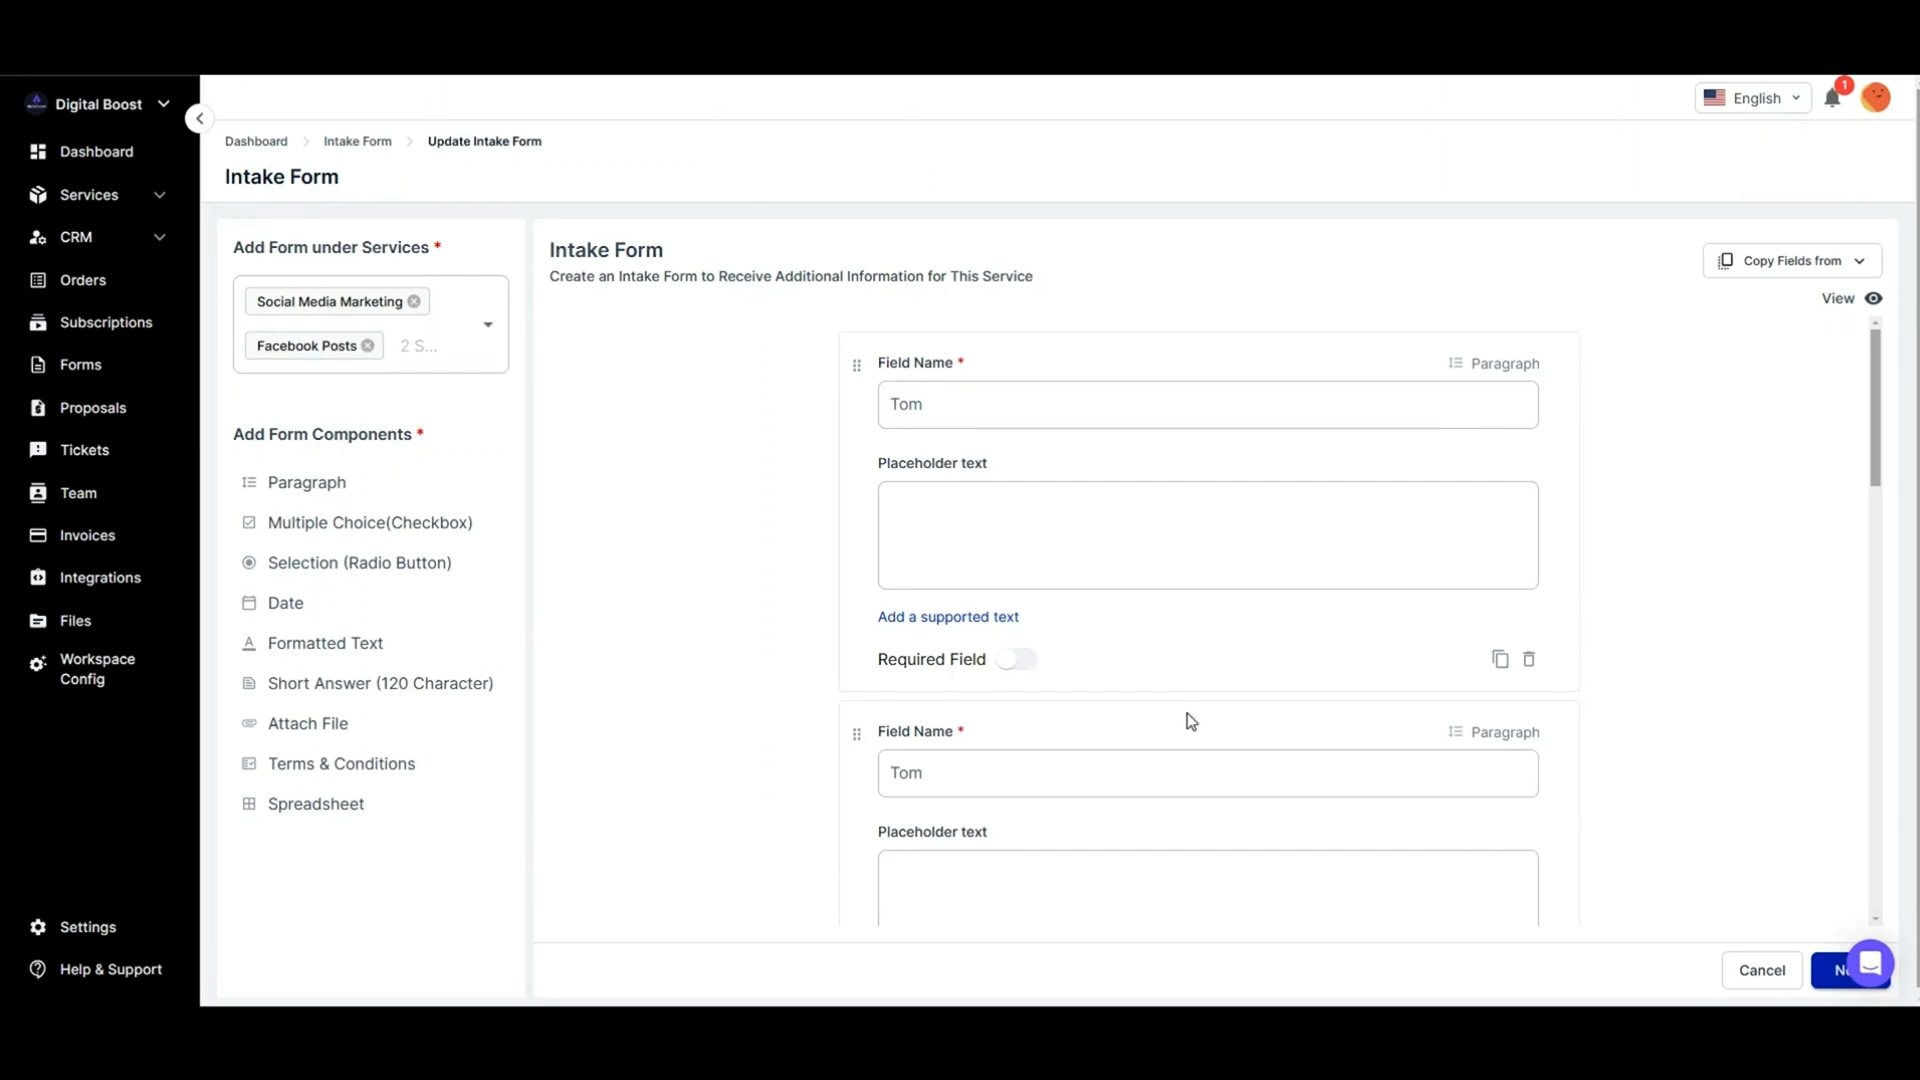 Digital Boost
Dashboard
Services
CRM
Orders
Subscriptions
Forms
Proposals
Tickets
Team
Invoices
Integrations
Files
Workspace
Config
Settings
Help & Support
English
1
Dashboard
Intake Form
Update Intake Form
Intake Form
Add Form under Services *
Social Media Marketing
Facebook Posts
2 S...
Add Form Components *
Paragraph
Multiple Choice(Checkbox)
Selection (Radio Button)
Date
Formatted Text
Short Answer (120 Character)
Attach File
Terms & Conditions
Spreadsheet
Intake Form
Create an Intake Form to Receive Additional Information for This Service
Copy Fields from
View
Field Name *
Paragraph
Tom
Placeholder text
Add a supported text
Required Field
Field Name *
Paragraph
Tom
Placeholder text
Cancel